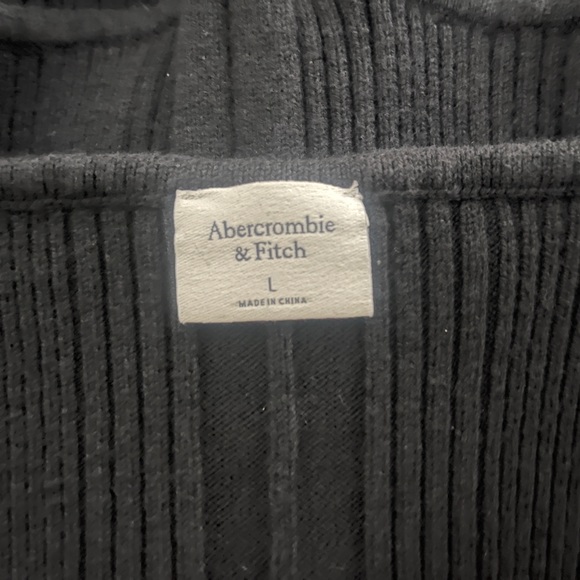 Abercrombie
& Fitch
L
MADE IN CHINA